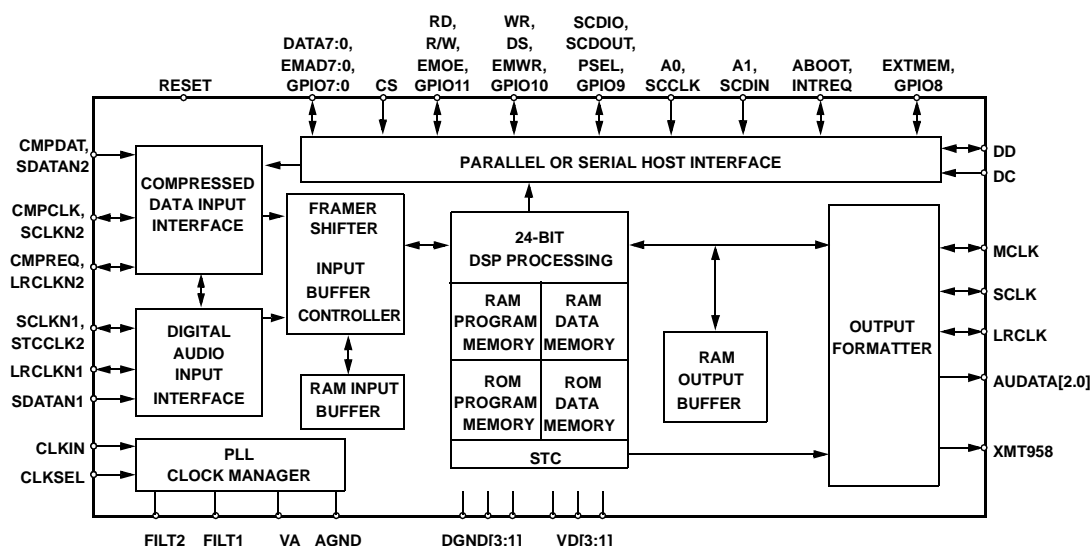 RESET
DATA7:0,
EMAD7:0,
GPIO7:0
CS
RD,
R/W,
EMOE,
GPIO11
WR,
DS,
EMWR,
GPIO10
SCDIO,
SCDOUT,
PSEL,
GPIO9
A0,
SCCLK
A1,
SCDIN
ABOOT,
INTREQ
EXTMEM,
GPIO8
CMPDAT,
SDATAN2
CMPCLK,
SCLKN2
CMPREQ,
LRCLKN2
SCLKN1,
STCCLK2
LRCLKN1
SDATAN1
CLKIN
CLKSEL
PARALLEL OR SERIAL HOST INTERFACE
COMPRESSED
DATA INPUT
INTERFACE
DIGITAL
AUDIO
INPUT
INTERFACE
FRAMER
SHIFTER
INPUT
BUFFER
CONTROLLER
RAM INPUT
BUFFER
24-BIT
DSP PROCESSING
RAM
PROGRAM
MEMORY
RAM
DATA
MEMORY
ROM
PROGRAM
MEMORY
ROM
DATA
MEMORY
STC
RAM
OUTPUT
BUFFER
OUTPUT
FORMATTER
PLL
CLOCK MANAGER
DD
DC
MCLK
SCLK
LRCLK
AUDATA[2.0]
XMT958
FILT2
FILT1
VA
AGND
DGND[3:1]
VD[3:1]